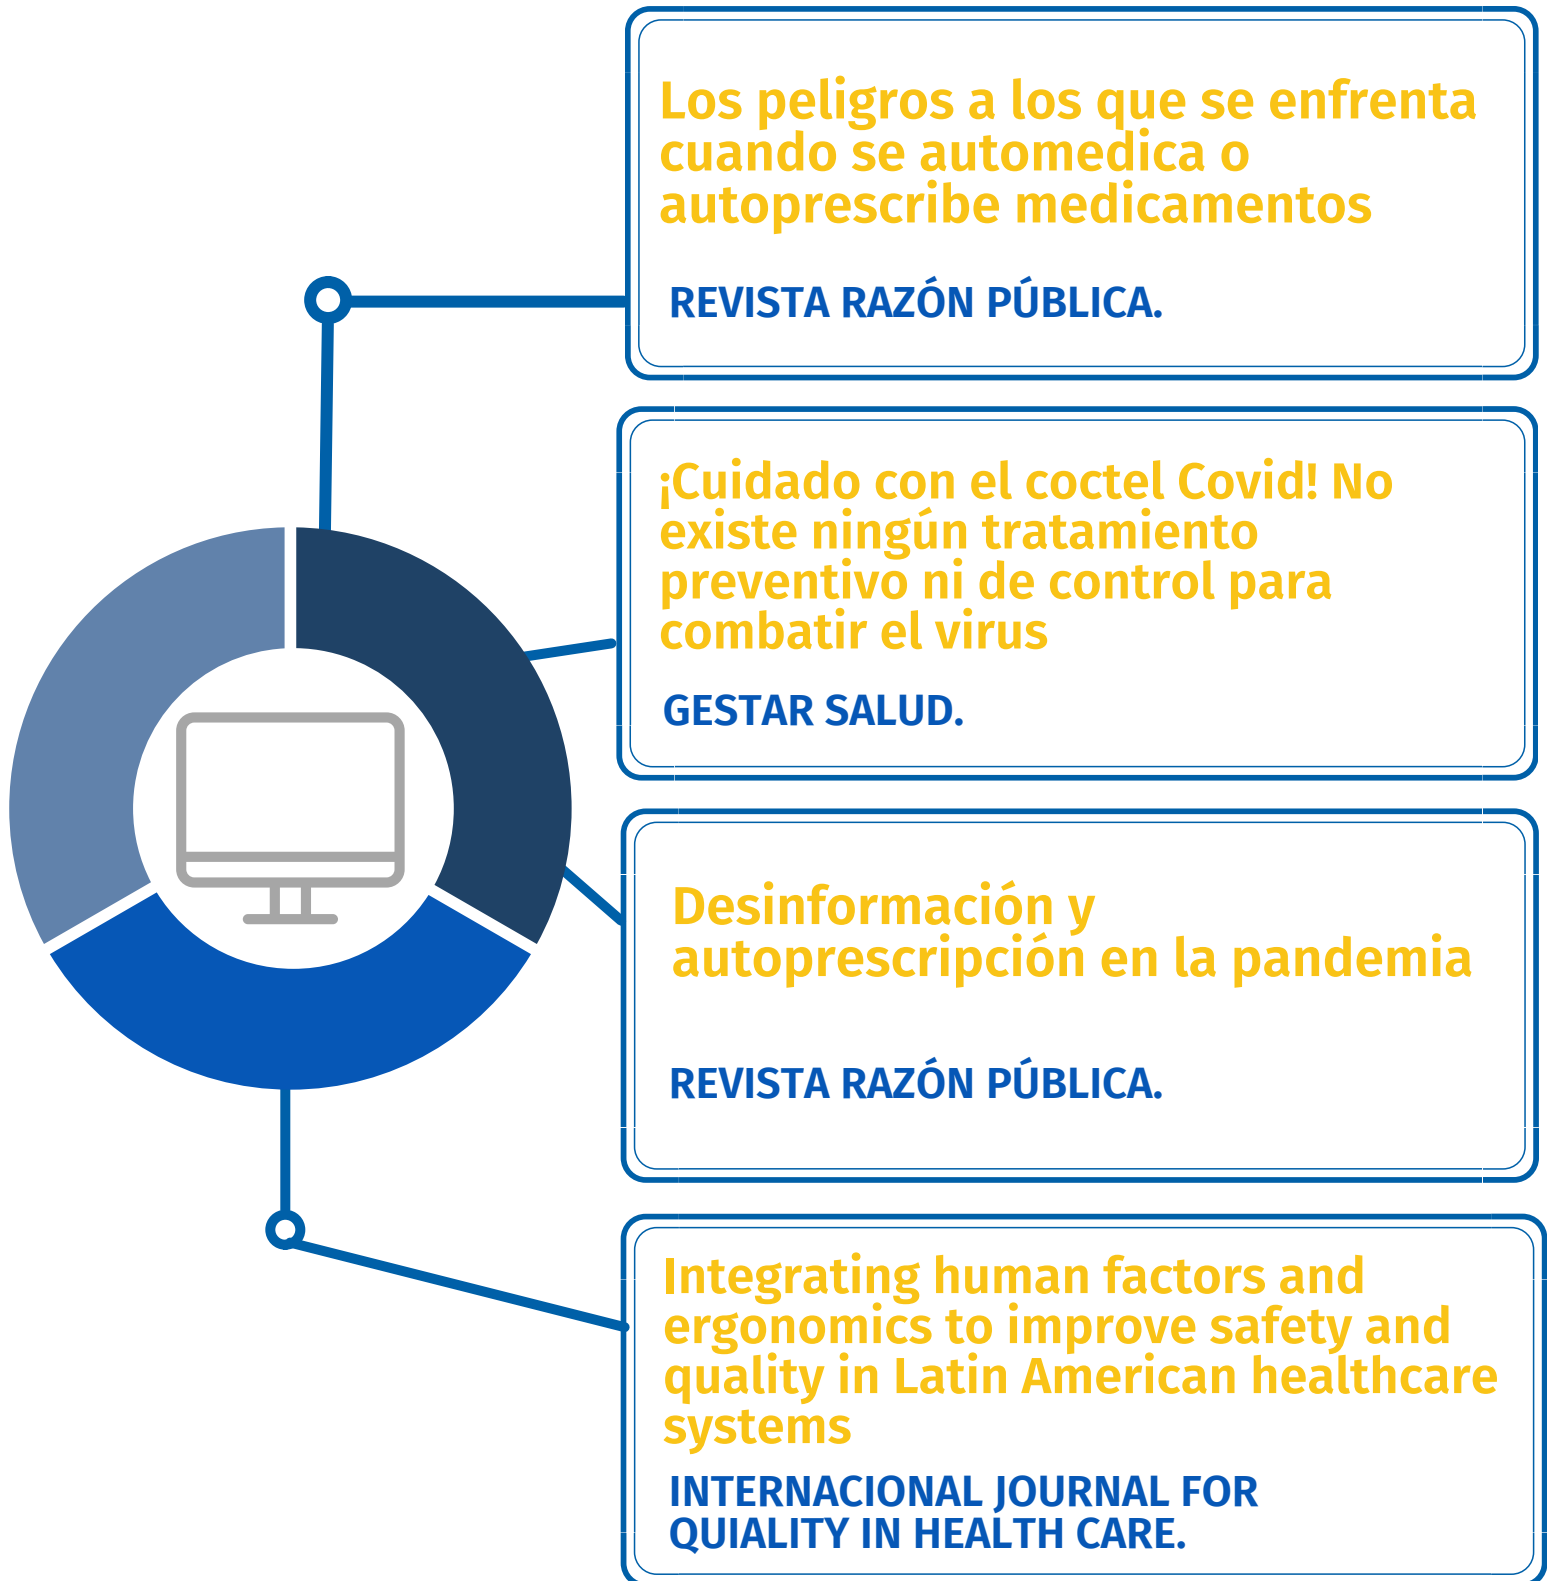 Los peligros a los que se enfrenta
cuando se automedica o
autoprescribe medicamentos
REVISTA RAZÓN PÚBLICA.
¡Cuidado con el coctel Covid! No
existe ningún tratamiento
preventivo ni de control para
combatir el virus
GESTAR SALUD.
Desinformación y
autoprescripción en la pandemia
REVISTA RAZÓN PÚBLICA.
Integrating human factors and
ergonomics to improve safety and
quality in Latin American healthcare
systems
INTERNACIONAL JOURNAL FOR
QUIALITY IN HEALTH CARE.